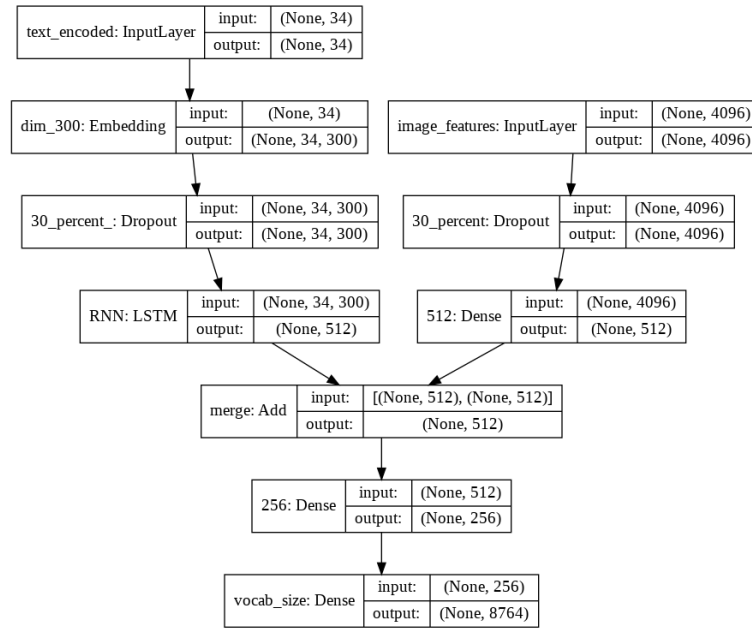 text_encoded: InputLayer
input: (None, 34)
output: (None, 34)
dim_300: Embedding
input: (None, 34)
output: (None, 34, 300)
image_features: InputLayer
input: (None, 4096)
output: (None, 4096)
30_percent_: Dropout
input: (None, 34, 300)
output: (None, 34, 300)
30_percent: Dropout
input: (None, 4096)
output: (None, 4096)
RNN: LSTM
input: (None, 34, 300)
output: (None, 512)
512: Dense
input: (None, 4096)
output: (None, 512)
merge: Add
input: [(None, 512), (None, 512)]
output: (None, 512)
256: Dense
input: (None, 512)
output: (None, 256)
vocab_size: Dense
input: (None, 256)
output: (None, 8764)